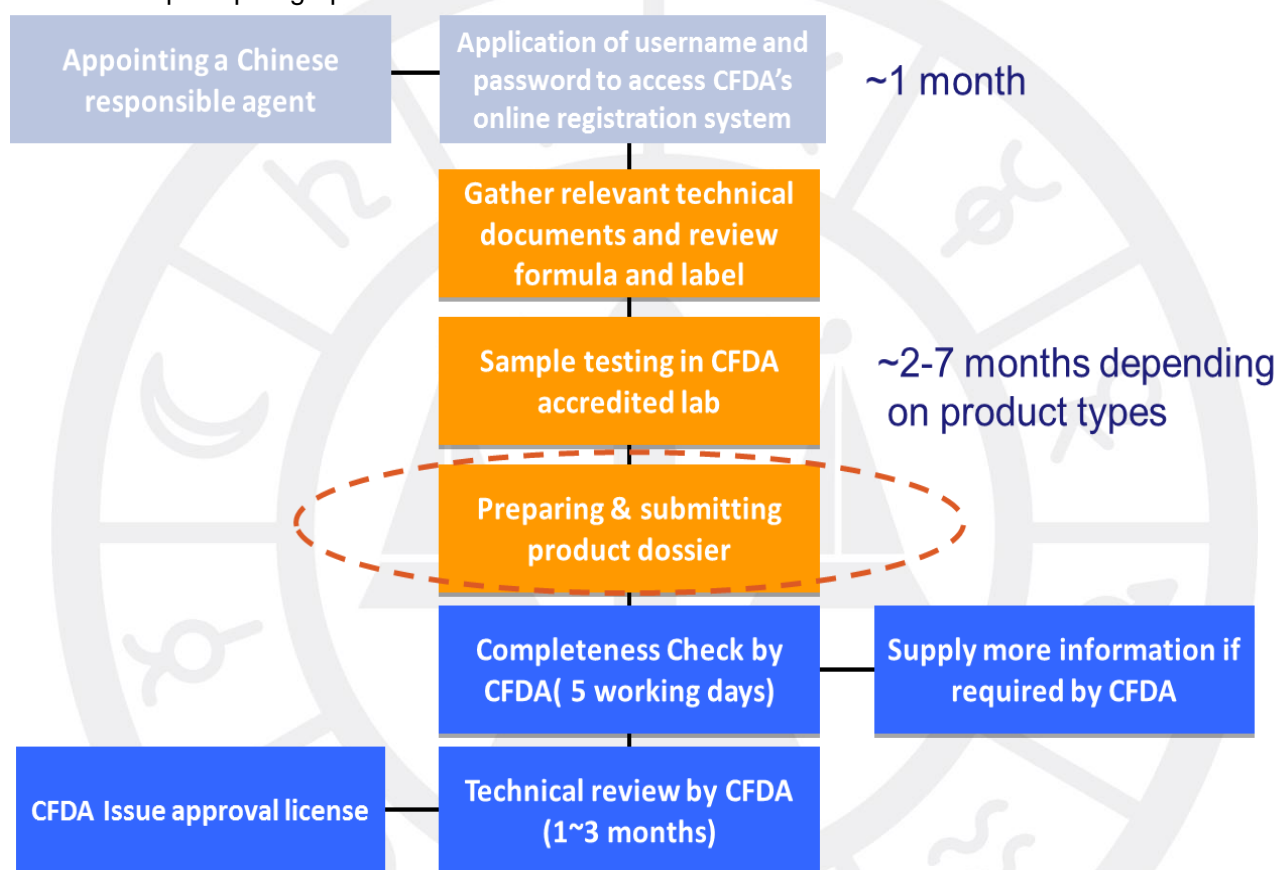 Appointing a Chinese
responsible agent
Application of username and
password to access CFDA's
online registration system
~1 month
Gather relevant technical
documents and review
formula and label
Sample testing in CFDA
accredited lab
~2-7 months depending
on product types
Preparing & submitting
product dossier
Completeness Check by
CFDA( 5 working days)
Supply more information if
required by CFDA
CFDA Issue approval license
Technical review by CFDA
(1~3 months)